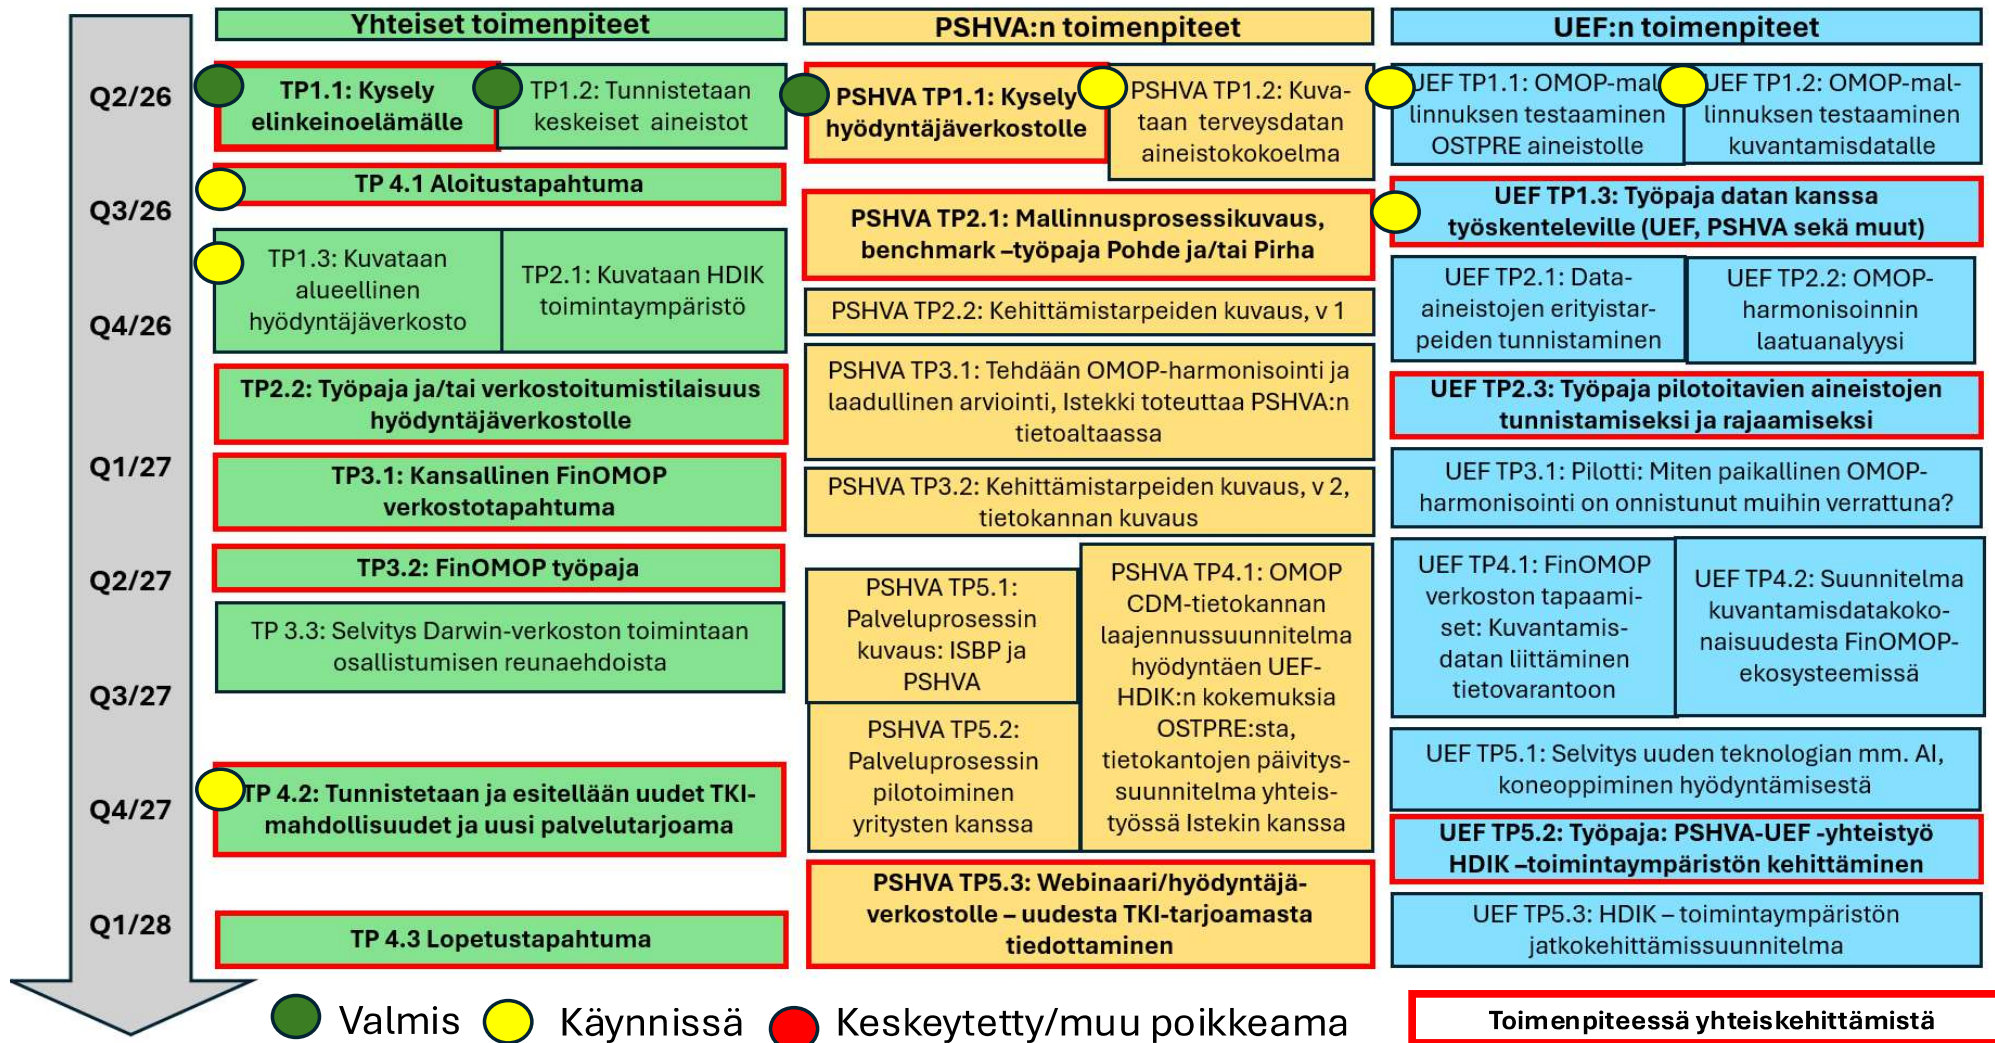 Yhteiset toimenpiteet
PSHVA:n toimenpiteet
UEF:n toimenpiteet
Q2/26
Q3/26
Q4/26
Q1/27
Q2/27
Q3/27
Q4/27
Q1/28
TP1.1: Kysely
elinkeinoelämälle
TP1.2: Tunnistetaan
keskeiset aineistot
TP 4.1 Aloitustapahtuma
TP1.3: Kuvataan
alueellinen
hyödyntäjäverkosto
TP2.1: Kuvataan HDIK
toimintaympäristö
TP2.2: Työpaja ja/tai verkostoitumistilaisuus
hyödyntäjäverkostolle
TP3.1: Kansallinen FinOMOP
verkostotapahtuma
TP3.2: FinOMOP työpaja
TP 3.3: Selvitys Darwin-verkoston toimintaan
osallistumisen reunaehdoista
TP 4.2: Tunnistetaan ja esitellään uudet TKI-
mahdollisuudet ja uusi palvelutarjoama
TP 4.3 Lopetustapahtuma
PSHVA TP1.1: Kysely
hyödyntäjäverkostolle
PSHVA TP1.2: Kuva-
taan terveysdatan
aineistokokoelma
PSHVA TP2.1: Mallinnusprosessikuvaus,
benchmark –työpaja Pohde ja/tai Pirha
PSHVA TP2.2: Kehittämistarpeiden kuvaus, v 1
PSHVA TP3.1: Tehdään OMOP-harmonisointi ja
laadullinen arviointi, Istekki toteuttaa PSHVA:n
tietoaltaassa
PSHVA TP3.2: Kehittämistarpeiden kuvaus, v 2,
tietokannan kuvaus
PSHVA TP5.1:
Palveluprosessin
kuvaus: ISBP ja
PSHVA
PSHVA TP5.2:
Palveluprosessin
pilotoiminen
yritysten kanssa
PSHVA TP4.1: OMOP
CDM-tietokannan
laajennussuunnitelma
hyödyntäen UEF-
HDIK:n kokemuksia
OSTPRE:sta,
tietokantojen päivitys-
suunnitelma yhteis-
työssä Istekin kanssa
PSHVA TP5.3: Webinaari/hyödyntäjä-
verkostolle – uudesta TKI-tarjoamasta
tiedottaminen
UEF TP1.1: OMOP-mal-
linnuksen testaaminen
OSTPRE aineistolle
UEF TP1.2: OMOP-mal-
linnuksen testaaminen
kuvantamisdatalle
UEF TP1.3: Työpaja datan kanssa
työskenteleville (UEF, PSHVA sekä muut)
UEF TP2.1: Data-
aineistojen erityistar-
peiden tunnistaminen
UEF TP2.2: OMOP-
harmonisoinnin
laatuanalyysi
UEF TP2.3: Työpaja pilotoitavien aineistojen
tunnistamiseksi ja rajaamiseksi
UEF TP3.1: Pilotti: Miten paikallinen OMOP-
harmonisointi on onnistunut muihin verrattuna?
UEF TP4.1: FinOMOP
verkoston tapaami-
set: Kuvantamis-
datan liittäminen
tietovarantoon
UEF TP4.2: Suunnitelma
kuvantamisdatakoko-
naisuudesta FinOMOP-
ekosysteemissä
UEF TP5.1: Selvitys uuden teknologian mm. AI,
koneoppiminen hyödyntämisestä
UEF TP5.2: Työpaja: PSHVA-UEF -yhteistyö
HDIK –toimintaympäristön kehittäminen
UEF TP5.3: HDIK – toimintaympäristön
jatkokehittämissuunnitelma
Valmis
Käynnissä
Keskeytetty/muu poikkeama
Toimenpiteessä yhteiskehittämistä